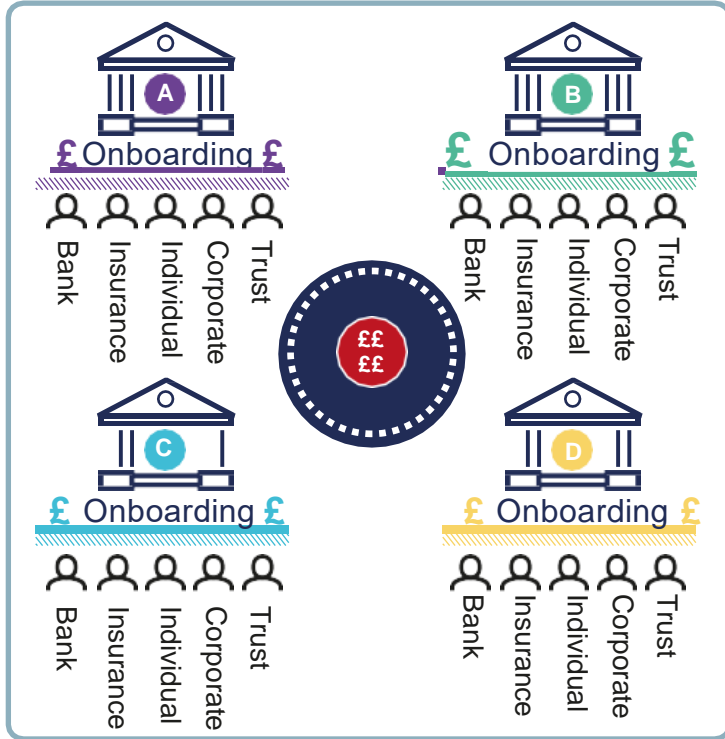 A
£ Onboarding £
Bank
Insurance
Individual
Corporate
Trust
B
£ Onboarding £
Bank
Insurance
Individual
Corporate
Trust
££
££
C
£ Onboarding £
Bank
Insurance
Individual
Corporate
Trust
D
£ Onboarding £
Bank
Insurance
Individual
Corporate
Trust